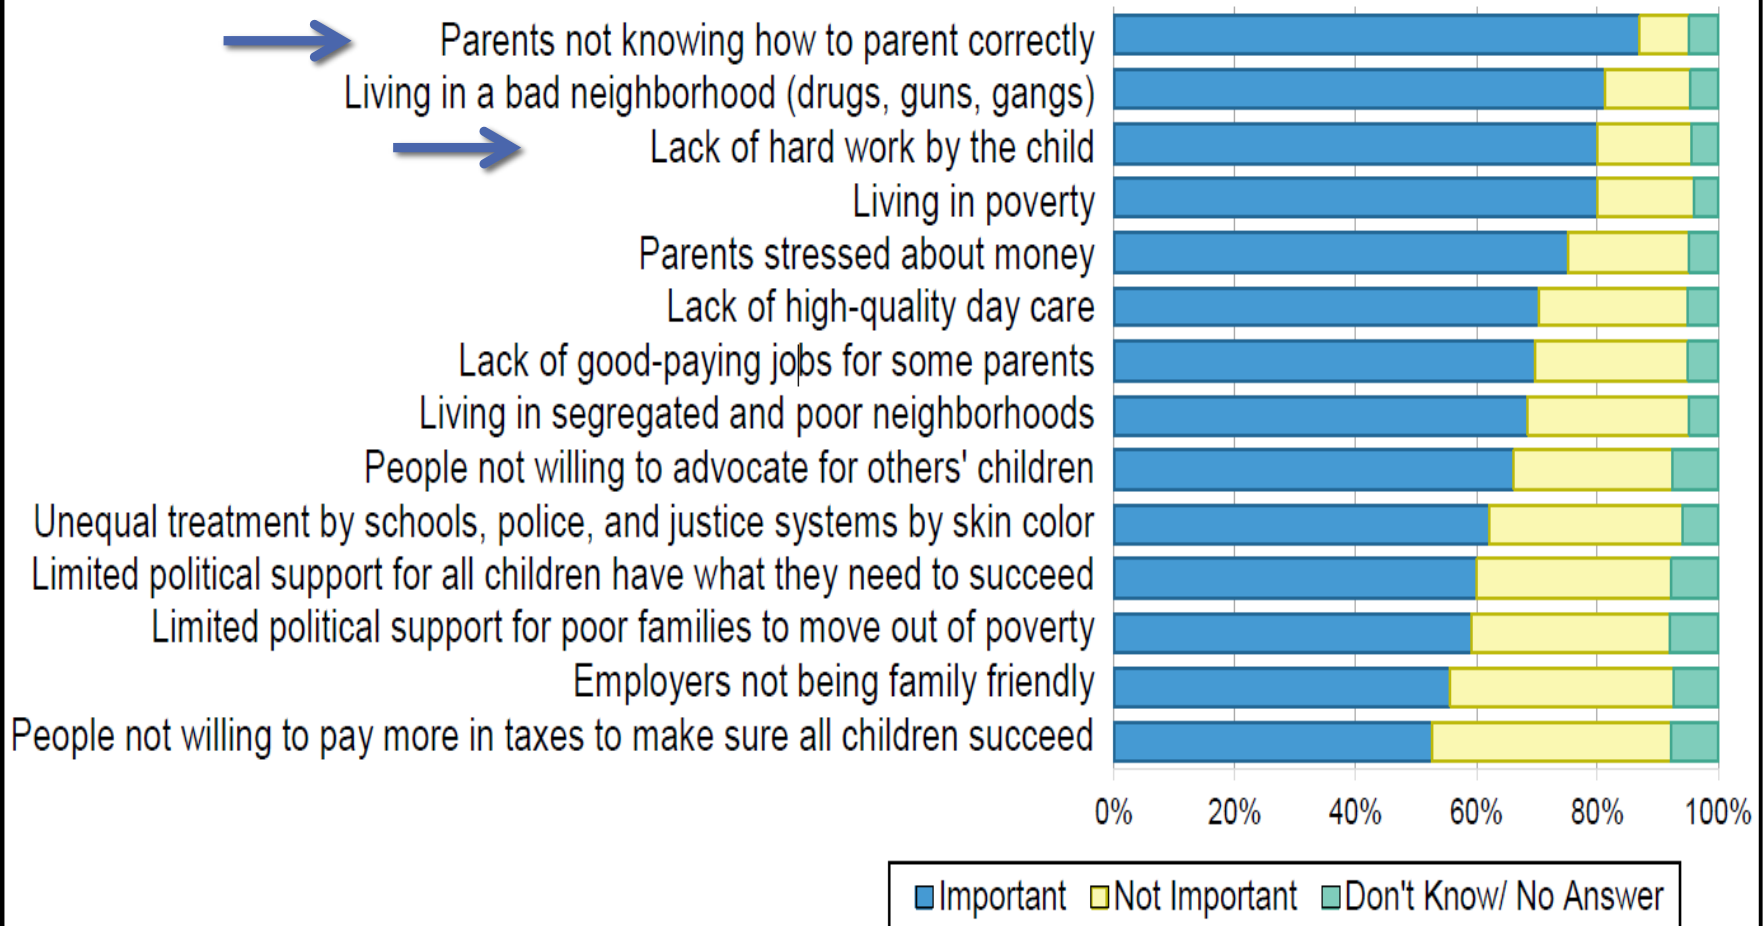 Parents not knowing how to parent correctly
Living in a bad neighborhood (drugs, guns, gangs)
Lack of hard work by the child
Living in poverty
Parents stressed about money
Lack of high-quality day care
Lack of good-paying jobs for some parents
Living in segregated and poor neighborhoods
People not willing to advocate for others' children
Unequal treatment by schools, police, and justice systems by skin color
Limited political support for all children have what they need to succeed
Limited political support for poor families to move out of poverty
Employers not being family friendly
People not willing to pay more in taxes to make sure all children succeed
0% 20% 40% 60% 80% 100%
Important Not Important Don't Know/ No Answer